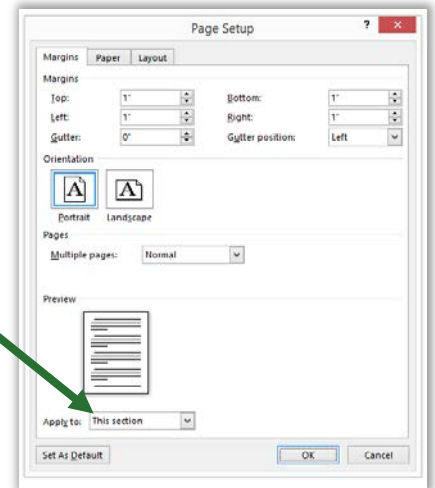 Page Setup ? ×
Margins Paper Layout
Margins
Top: 1" Bottom: 1"
Left: 1" Right: 1"
Gutter: 0" Gutter position: Left
Orientation
A A
Portrait Landscape
Pages
Multiple pages: Normal
Preview
Apply to: This section
Set As Default OK Cancel